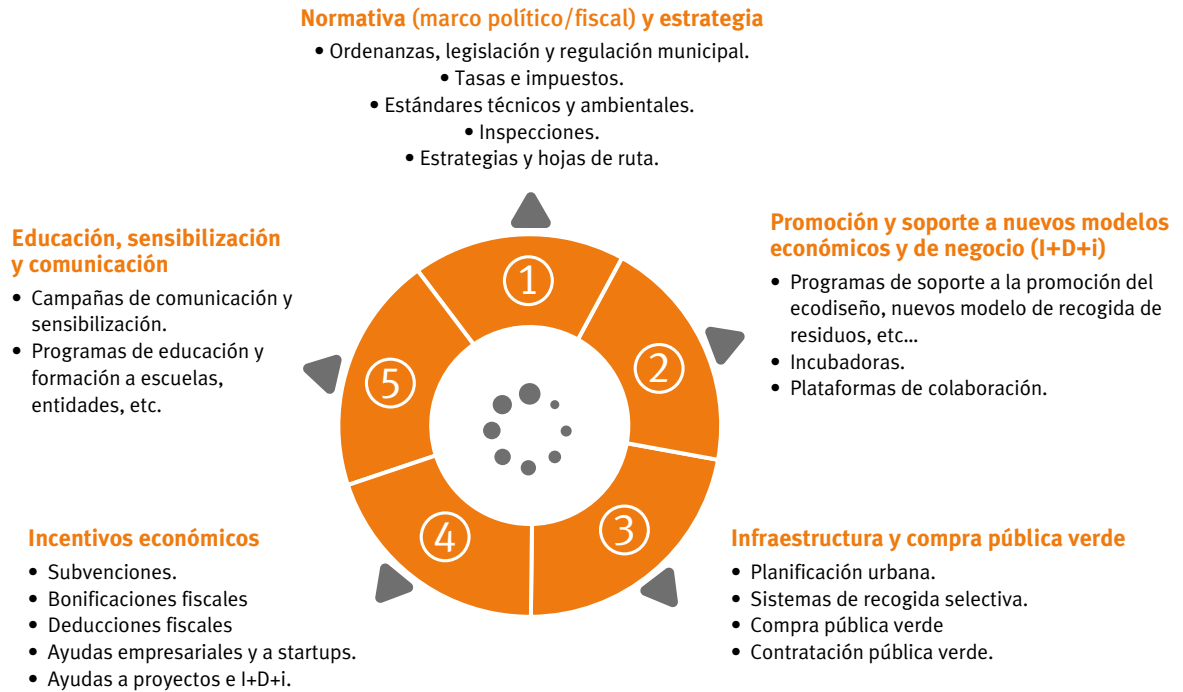 Normativa (marco político/fiscal) y estrategia
• Ordenanzas, legislación y regulación municipal.
• Tasas e impuestos.
• Estándares técnicos y ambientales.
• Inspecciones.
• Estrategias y hojas de ruta.
1
Promoción y soporte a nuevos modelos
económicos y de negocio (I+D+i)
• Programas de soporte a la promoción del
ecodiseño, nuevos modelo de recogida de
residuos, etc...
• Incubadoras.
• Plataformas de colaboración.
2
Infraestructura y compra pública verde
• Planificación urbana.
• Sistemas de recogida selectiva.
• Compra pública verde
• Contratación pública verde.
3
Incentivos económicos
• Subvenciones.
• Bonificaciones fiscales
• Deducciones fiscales
• Ayudas empresariales y a startups.
• Ayudas a proyectos e I+D+i.
4
Educación, sensibilización
y comunicación
• Campañas de comunicación y
sensibilización.
• Programas de educación y
formación a escuelas,
entidades, etc.
5